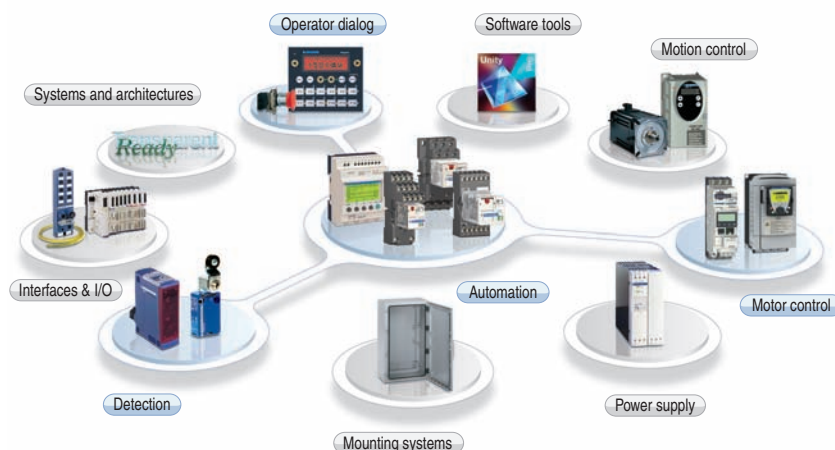 Operator dialog
Software tools
Motion control
Systems and architectures
Unity
Transparent
Ready
Interfaces & I/O
Automation
Motor control
Detection
Power supply
Mounting systems